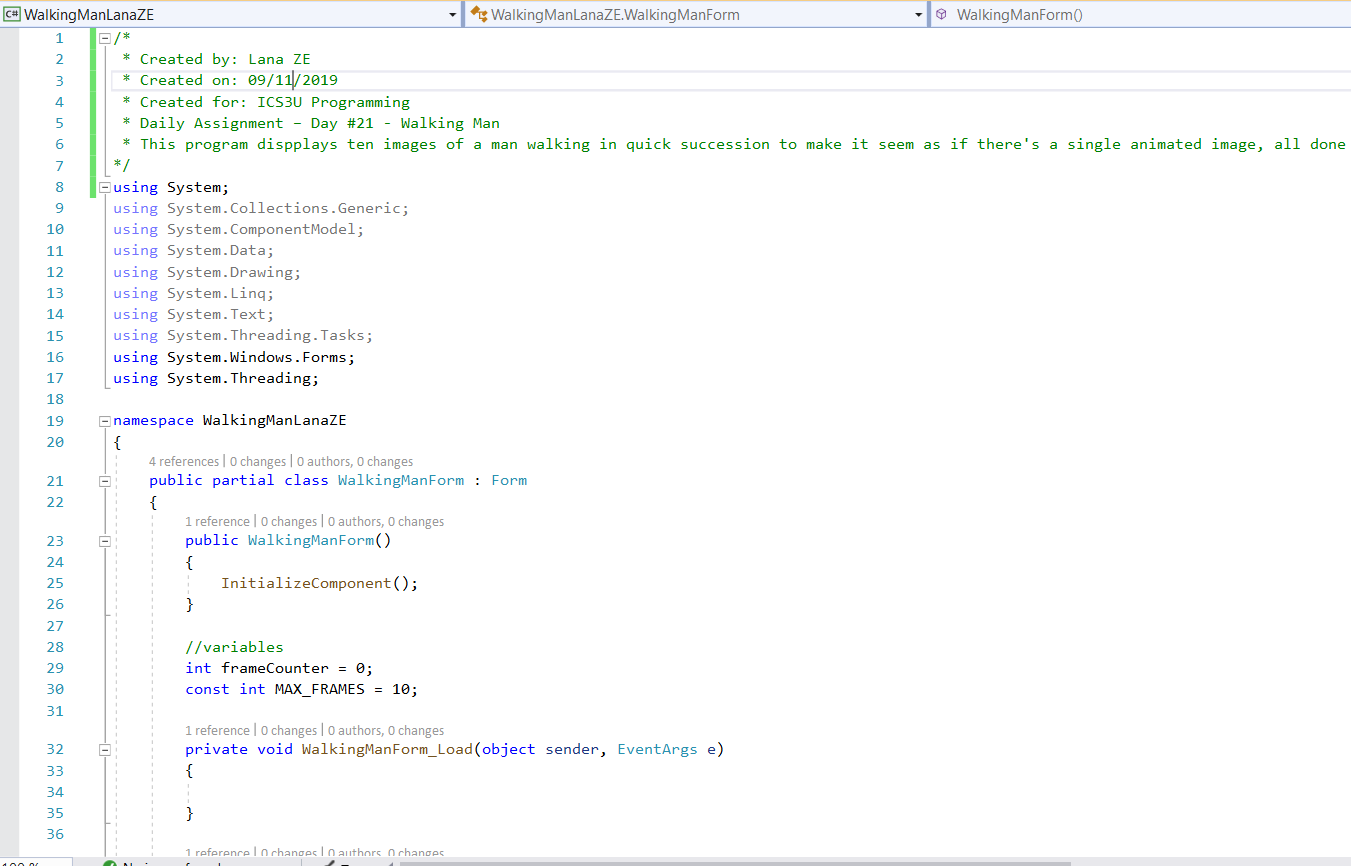 C# WalkingManLanaZE WalkingManLanaZE.WalkingManForm WalkingManForm()
1 /*
2 * Created by: Lana ZE
3 * Created on: 09/11/2019
4 * Created for: ICS3U Programming
5 * Daily Assignment – Day #21 - Walking Man
6 * This program dispplays ten images of a man walking in quick succession to make it seem as if there's a single animated image, all done
7 */
8 using System;
9 using System.Collections.Generic;
10 using System.ComponentModel;
11 using System.Data;
12 using System.Drawing;
13 using System.Linq;
14 using System.Text;
15 using System.Threading.Tasks;
16 using System.Windows.Forms;
17 using System.Threading;
18
19 namespace WalkingManLanaZE
20 {
4 references | 0 changes | 0 authors, 0 changes
21 public partial class WalkingManForm : Form
22 {
1 reference | 0 changes | 0 authors, 0 changes
23 public WalkingManForm()
24 {
25 InitializeComponent();
26 }
27
28 //variables
29 int frameCounter = 0;
30 const int MAX_FRAMES = 10;
31
1 reference | 0 changes | 0 authors, 0 changes
32 private void WalkingManForm_Load(object sender, EventArgs e)
33 {
34
35 }
36
1 reference | 0 changes | 0 authors, 0 changes